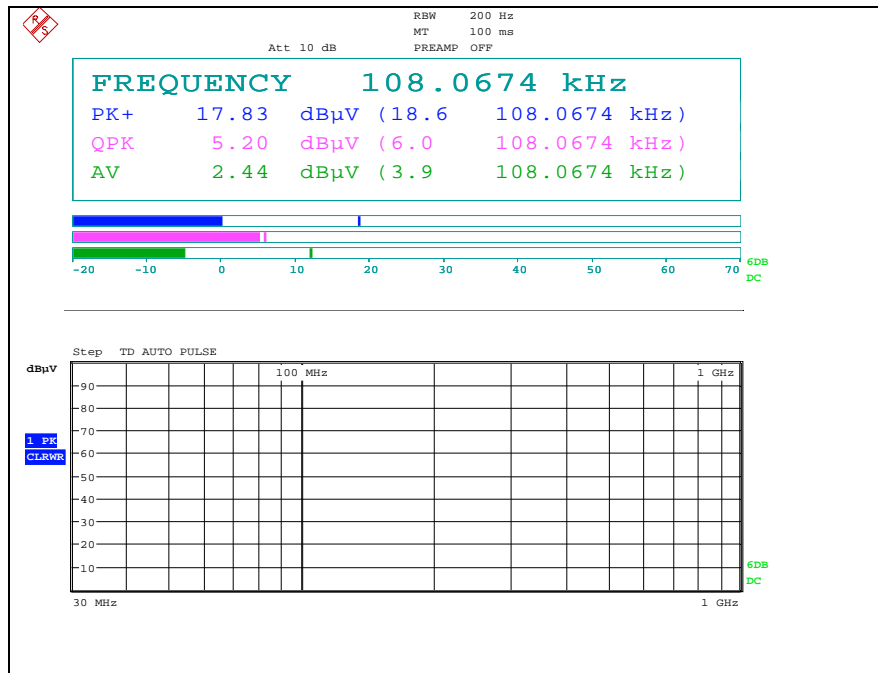 R S
RBW 200 Hz
MT 100 ms
Att 10 dB PREAMP OFF
FREQUENCY 108.0674 kHz
PK+ 17.83 dBµV (18.6 108.0674 kHz)
QPK 5.20 dBµV (6.0 108.0674 kHz)
AV 2.44 dBµV (3.9 108.0674 kHz)
-20 -10 0 10 20 30 40 50 60 70
6DB
DC
Step TD AUTO PULSE
dBµV
100 MHz 1 GHz
90
80
70
1 PK
CLRWR
60
50
40
30
20
10
6DB
DC
30 MHz 1 GHz